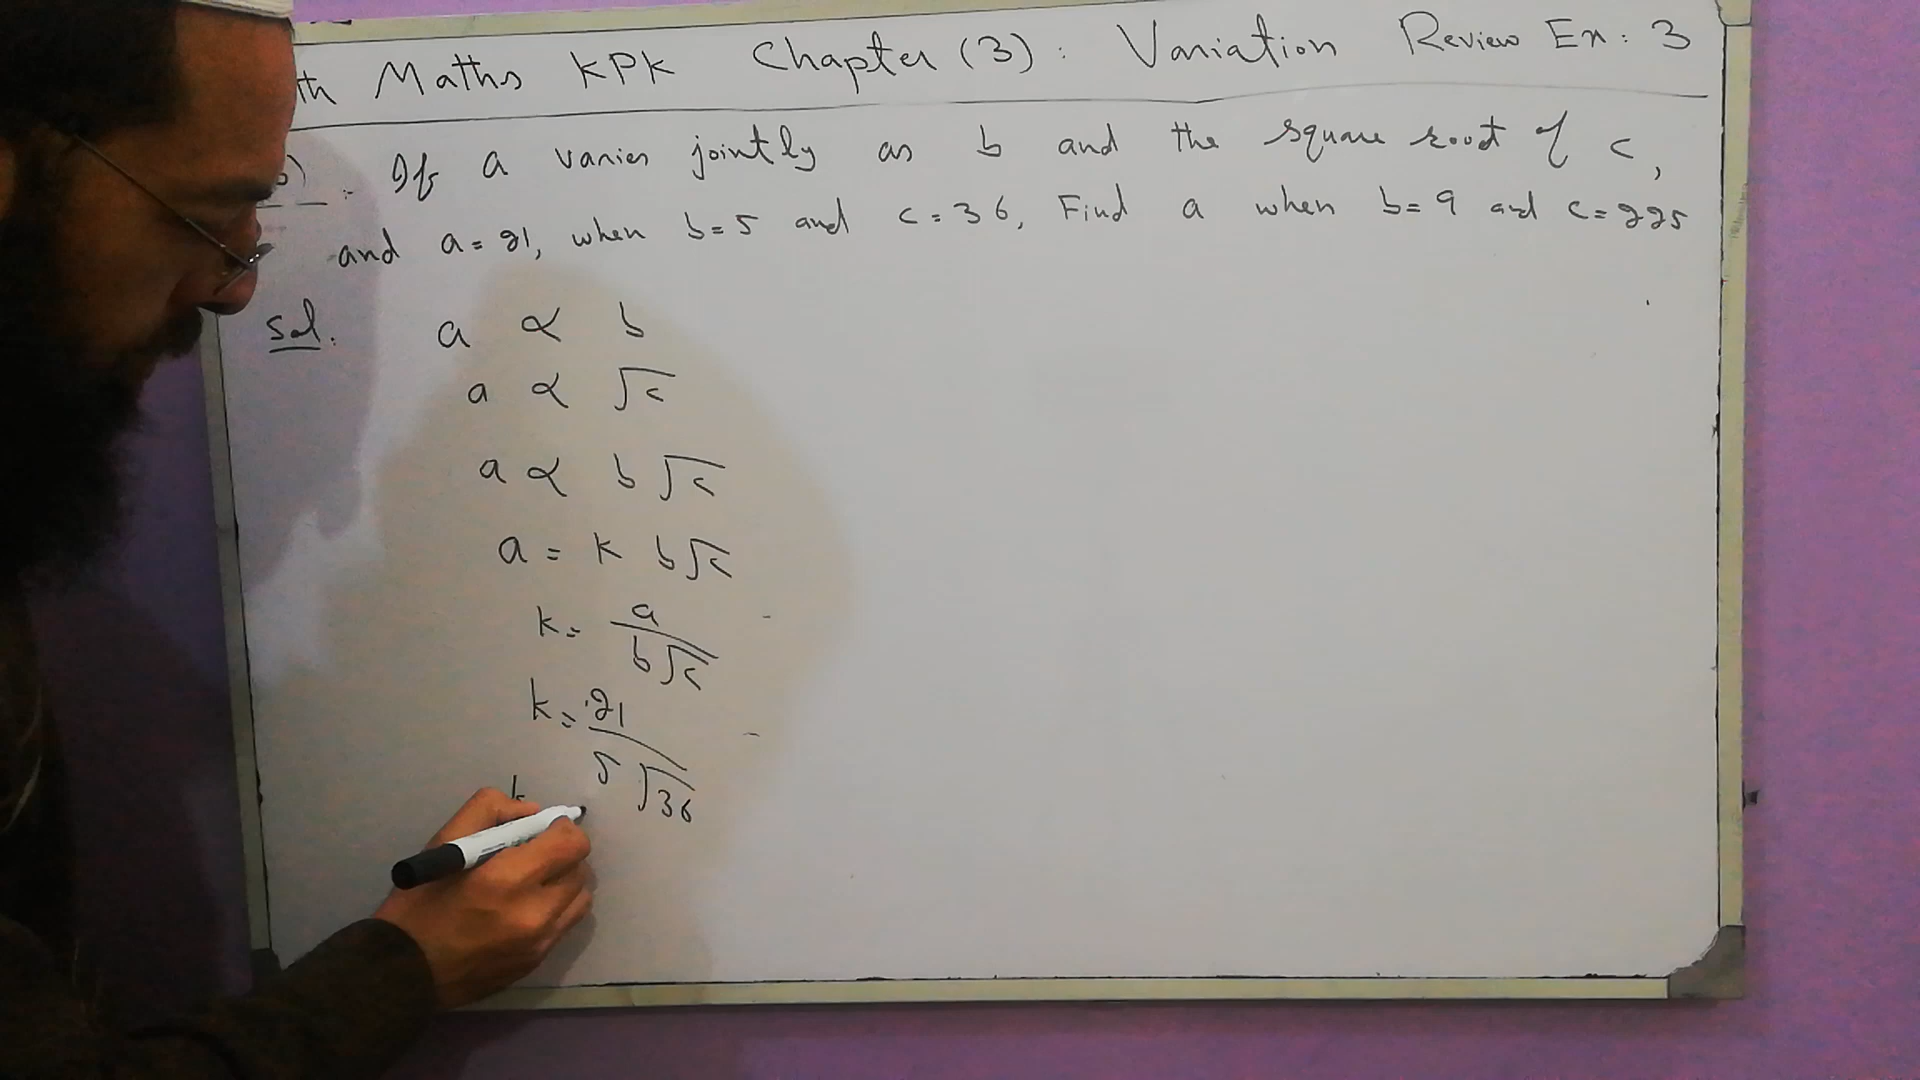 th Maths KPK Chapter (3): Variation Review Ex: 3
If a varies jointly as b and the square root of c,
and a = 21, when b = 5 and c = 36, Find a when b = 9 and c = 225
Sol. a ∝ b
a ∝ √c
a ∝ b √c
a = k b√c
k = a / b√c
k = 21 / 5 √36
k